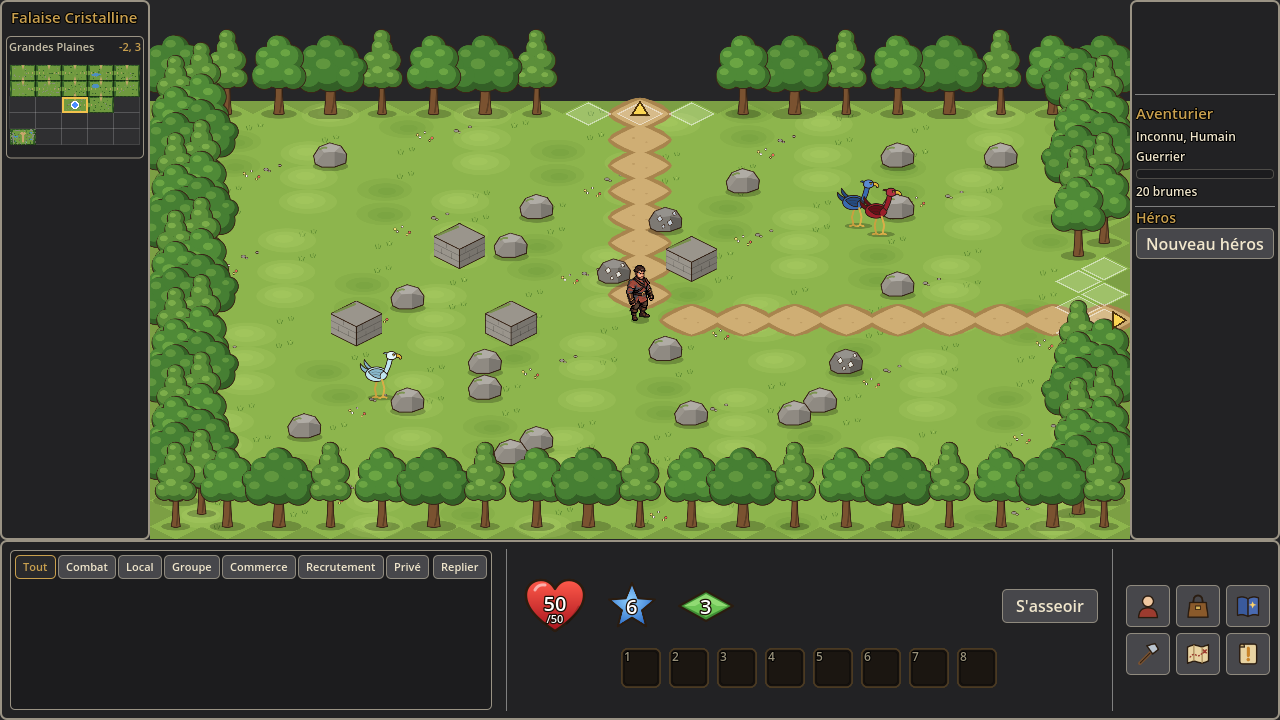 Falaise Cristalline
Grandes Plaines -2, 3
Aventurier
Inconnu, Humain
Guerrier
20 brumes
Héros
Nouveau héros
Tout Combat Local Groupe Commerce Recrutement Privé Replier
50
/50
6
3
S'asseoir
1 2 3 4 5 6 7 8